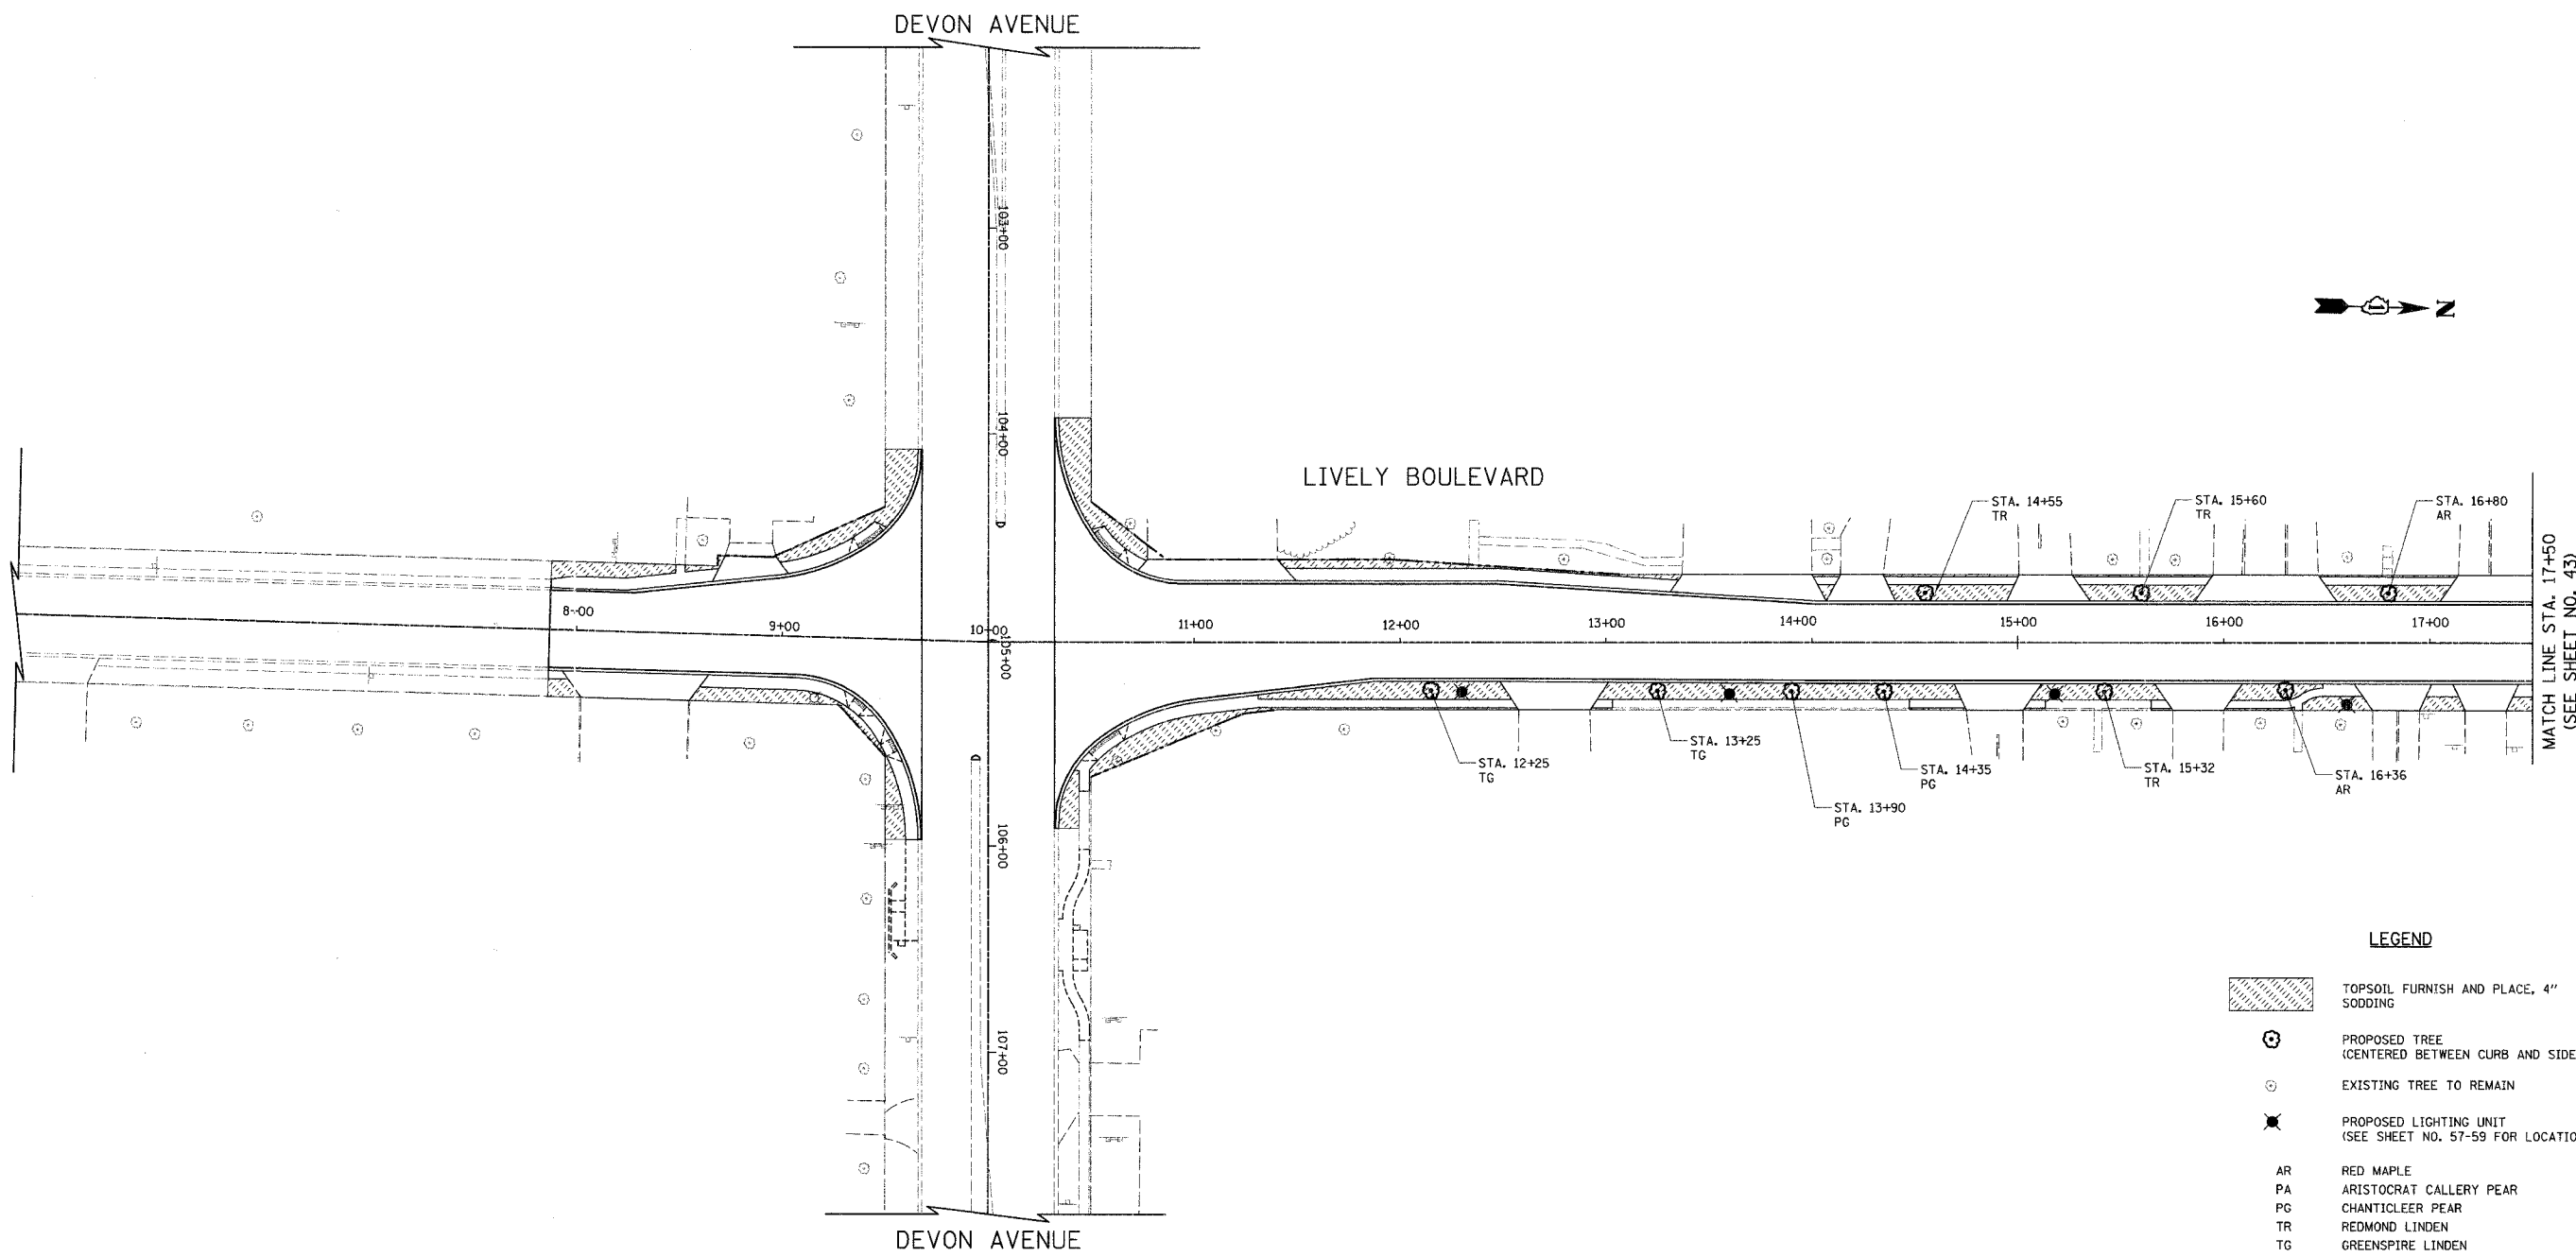 DEVON AVENUE
103+00
104+00
N
LIVELY BOULEVARD
STA. 14+55
TR
STA. 15+60
TR
STA. 16+80
AR
8+00
9+00
10+00
11+00
12+00
13+00
14+00
15+00
16+00
17+00
105+00
MATCH LINE STA. 17+50
(SEE SHEET NO. 43)
STA. 12+25
TG
STA. 13+25
TG
STA. 13+90
PG
STA. 14+35
PG
STA. 15+32
TR
STA. 16+36
AR
106+00
107+00
DEVON AVENUE
LEGEND
TOPSOIL FURNISH AND PLACE, 4"
SODDING
PROPOSED TREE
(CENTERED BETWEEN CURB AND SIDE
EXISTING TREE TO REMAIN
PROPOSED LIGHTING UNIT
(SEE SHEET NO. 57-59 FOR LOCATIO
AR RED MAPLE
PA ARISTOCRAT CALLERY PEAR
PG CHANTICLEER PEAR
TR REDMOND LINDEN
TG GREENSPIRE LINDEN